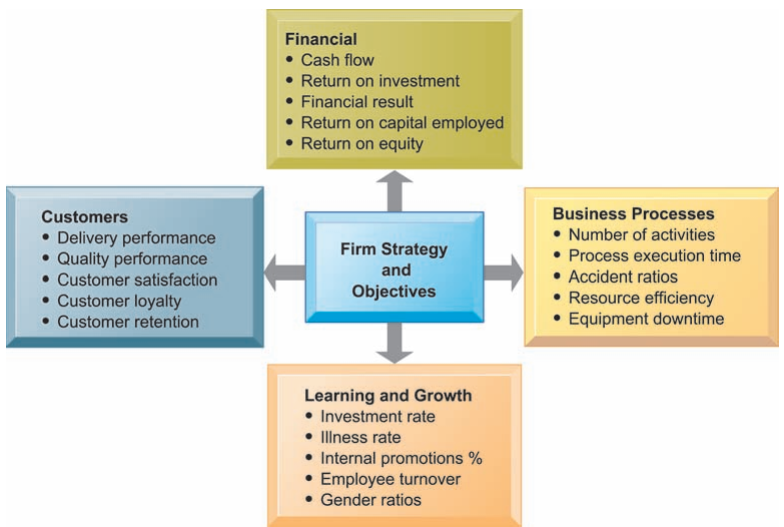 Financial
• Cash flow
• Return on investment
• Financial result
• Return on capital employed
• Return on equity
Customers
• Delivery performance
• Quality performance
• Customer satisfaction
• Customer loyalty
• Customer retention
Firm Strategy
and
Objectives
Business Processes
• Number of activities
• Process execution time
• Accident ratios
• Resource efficiency
• Equipment downtime
Learning and Growth
• Investment rate
• Illness rate
• Internal promotions %
• Employee turnover
• Gender ratios